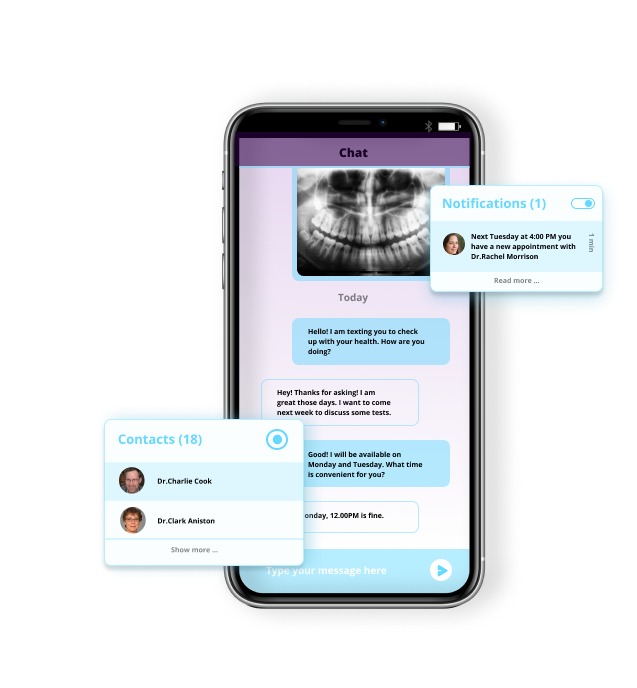 Chat
Notifications (1)
Next Tuesday at 4:00 PM you
have a new appointment with
Dr.Rachel Morrison
1 min
Read more ...
Today
Hello! I am texting you to check
up with your health. How are you
doing?
Hey! Thanks for asking! I am
great those days. I want to come
next week to discuss some tests.
Good! I will be available on
Monday and Tuesday. What time
is convenient for you?
onday, 12.00PM is fine.
Type your message here
Contacts (18)
Dr.Charlie Cook
Dr.Clark Aniston
Show more ...